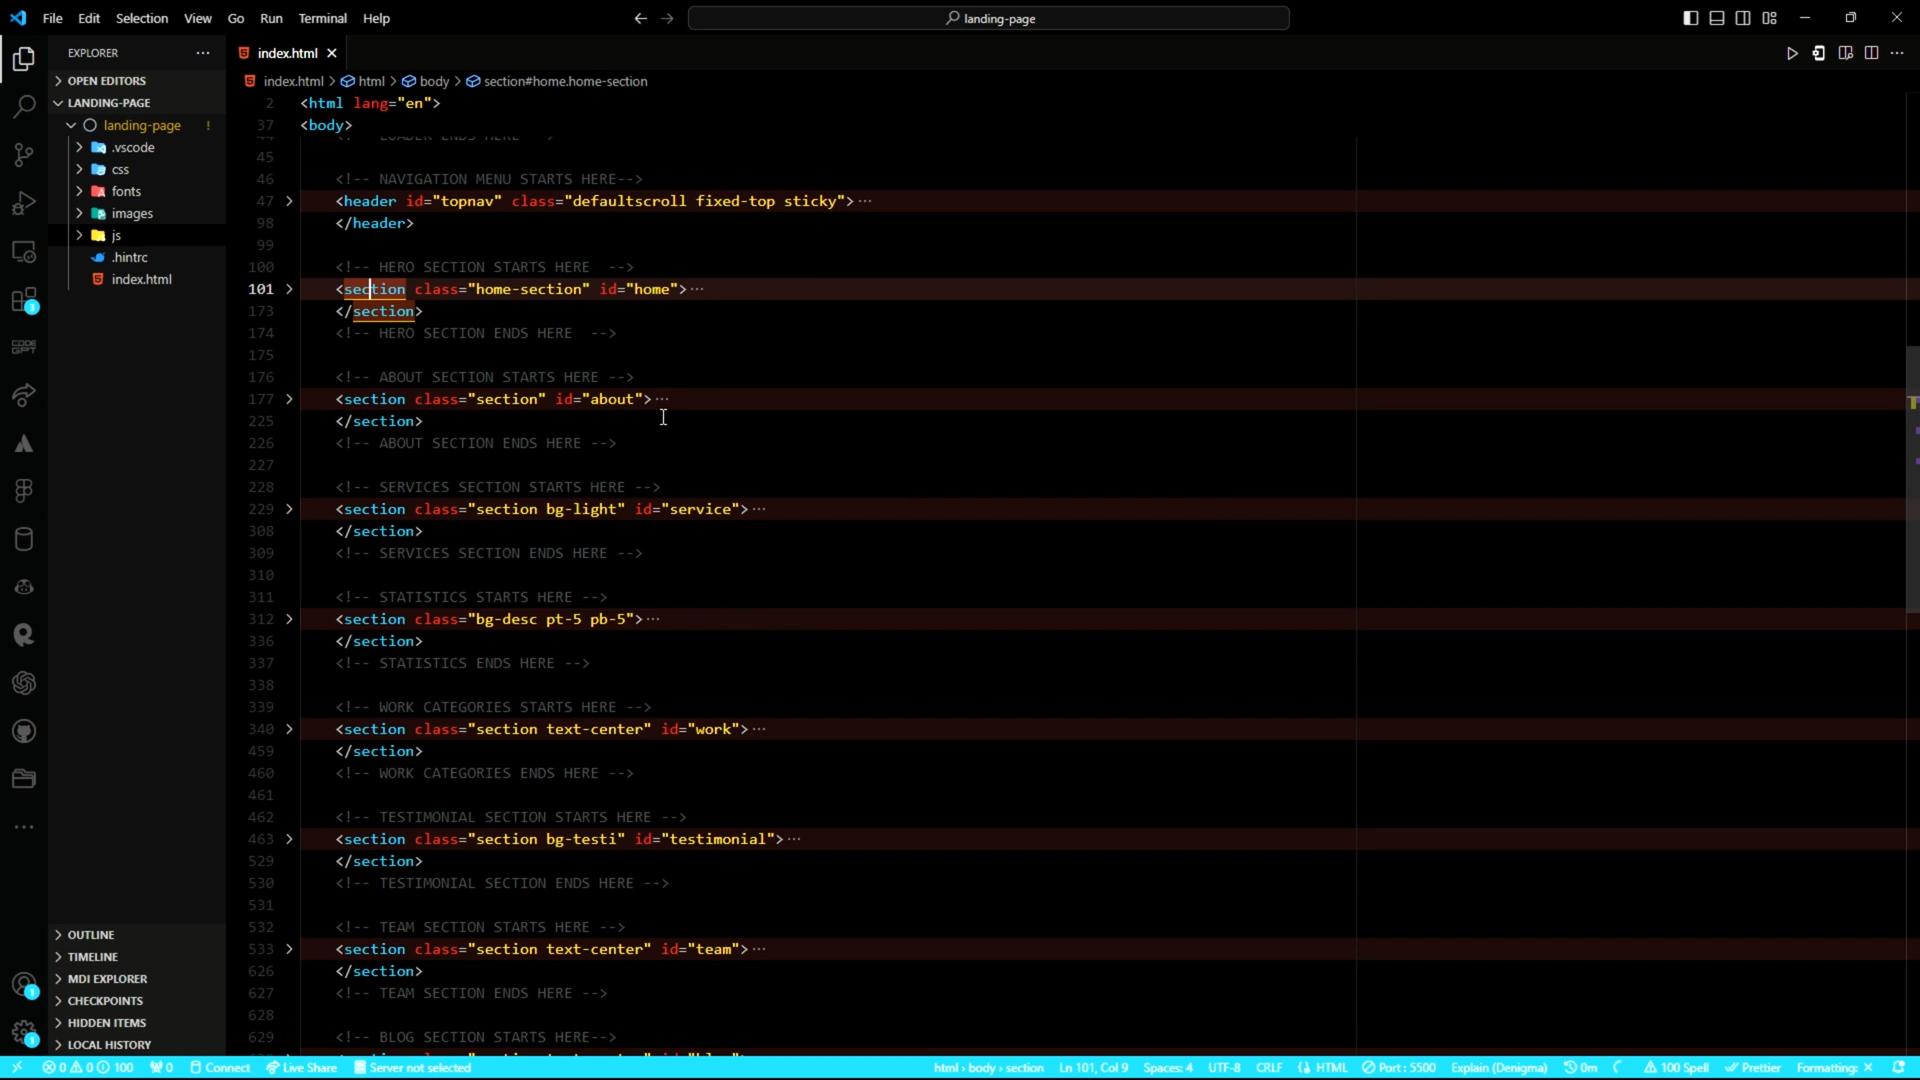 File Edit Selection View Go Run Terminal Help
landing-page
EXPLORER
OPEN EDITORS
LANDING-PAGE
landing-page !
.vscode
css
fonts
images
js
.hintrc
index.html
OUTLINE
TIMELINE
MDI EXPLORER
CHECKPOINTS
HIDDEN ITEMS
LOCAL HISTORY
3
CODE
GPT
1
1
index.html
index.html > html > body > section#home.home-section
2 <html lang="en">
37 <body>
44 <!-- LOADER ENDS HERE -->
45
46 <!-- NAVIGATION MENU STARTS HERE-->
47 <header id="topnav" class="defaultscroll fixed-top sticky">···
98 </header>
99
100 <!-- HERO SECTION STARTS HERE  -->
101 <section class="home-section" id="home">···
173 </section>
174 <!-- HERO SECTION ENDS HERE  -->
175
176 <!-- ABOUT SECTION STARTS HERE -->
177 <section class="section" id="about">···
225 </section>
226 <!-- ABOUT SECTION ENDS HERE -->
227
228 <!-- SERVICES SECTION STARTS HERE -->
229 <section class="section bg-light" id="service">···
308 </section>
309 <!-- SERVICES SECTION ENDS HERE -->
310
311 <!-- STATISTICS STARTS HERE -->
312 <section class="bg-desc pt-5 pb-5">···
336 </section>
337 <!-- STATISTICS ENDS HERE -->
338
339 <!-- WORK CATEGORIES STARTS HERE -->
340 <section class="section text-center" id="work">···
459 </section>
460 <!-- WORK CATEGORIES ENDS HERE -->
461
462 <!-- TESTIMONIAL SECTION STARTS HERE -->
463 <section class="section bg-testi" id="testimonial">···
529 </section>
530 <!-- TESTIMONIAL SECTION ENDS HERE -->
531
532 <!-- TEAM SECTION STARTS HERE -->
533 <section class="section text-center" id="team">···
626 </section>
627 <!-- TEAM SECTION ENDS HERE -->
628
629 <!-- BLOG SECTION STARTS HERE-->
0 0 100 0 Connect Live Share Server not selected html › body › section Ln 101, Col 9 Spaces: 4 UTF-8 CRLF HTML Port : 5500 Explain (Denigma) 0m 100 Spell Prettier Formatting: ×